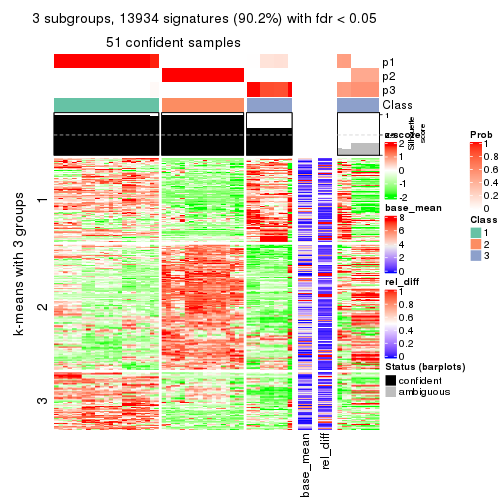 3 subgroups, 13934 signatures (90.2%) with fdr < 0.05
51 confident samples
p1
p2
p3
Class
1
Silhouette
score
k-means with 3 groups
1
2
3
base_mean
rel_diff
z-score
2
1
0
-1
-2
base_mean
8
6
4
2
0
rel_diff
1
0.8
0.6
0.4
0.2
0
Status (barplots)
confident
ambiguous
Prob
1
0.8
0.6
0.4
0.2
0
Class
1
2
3